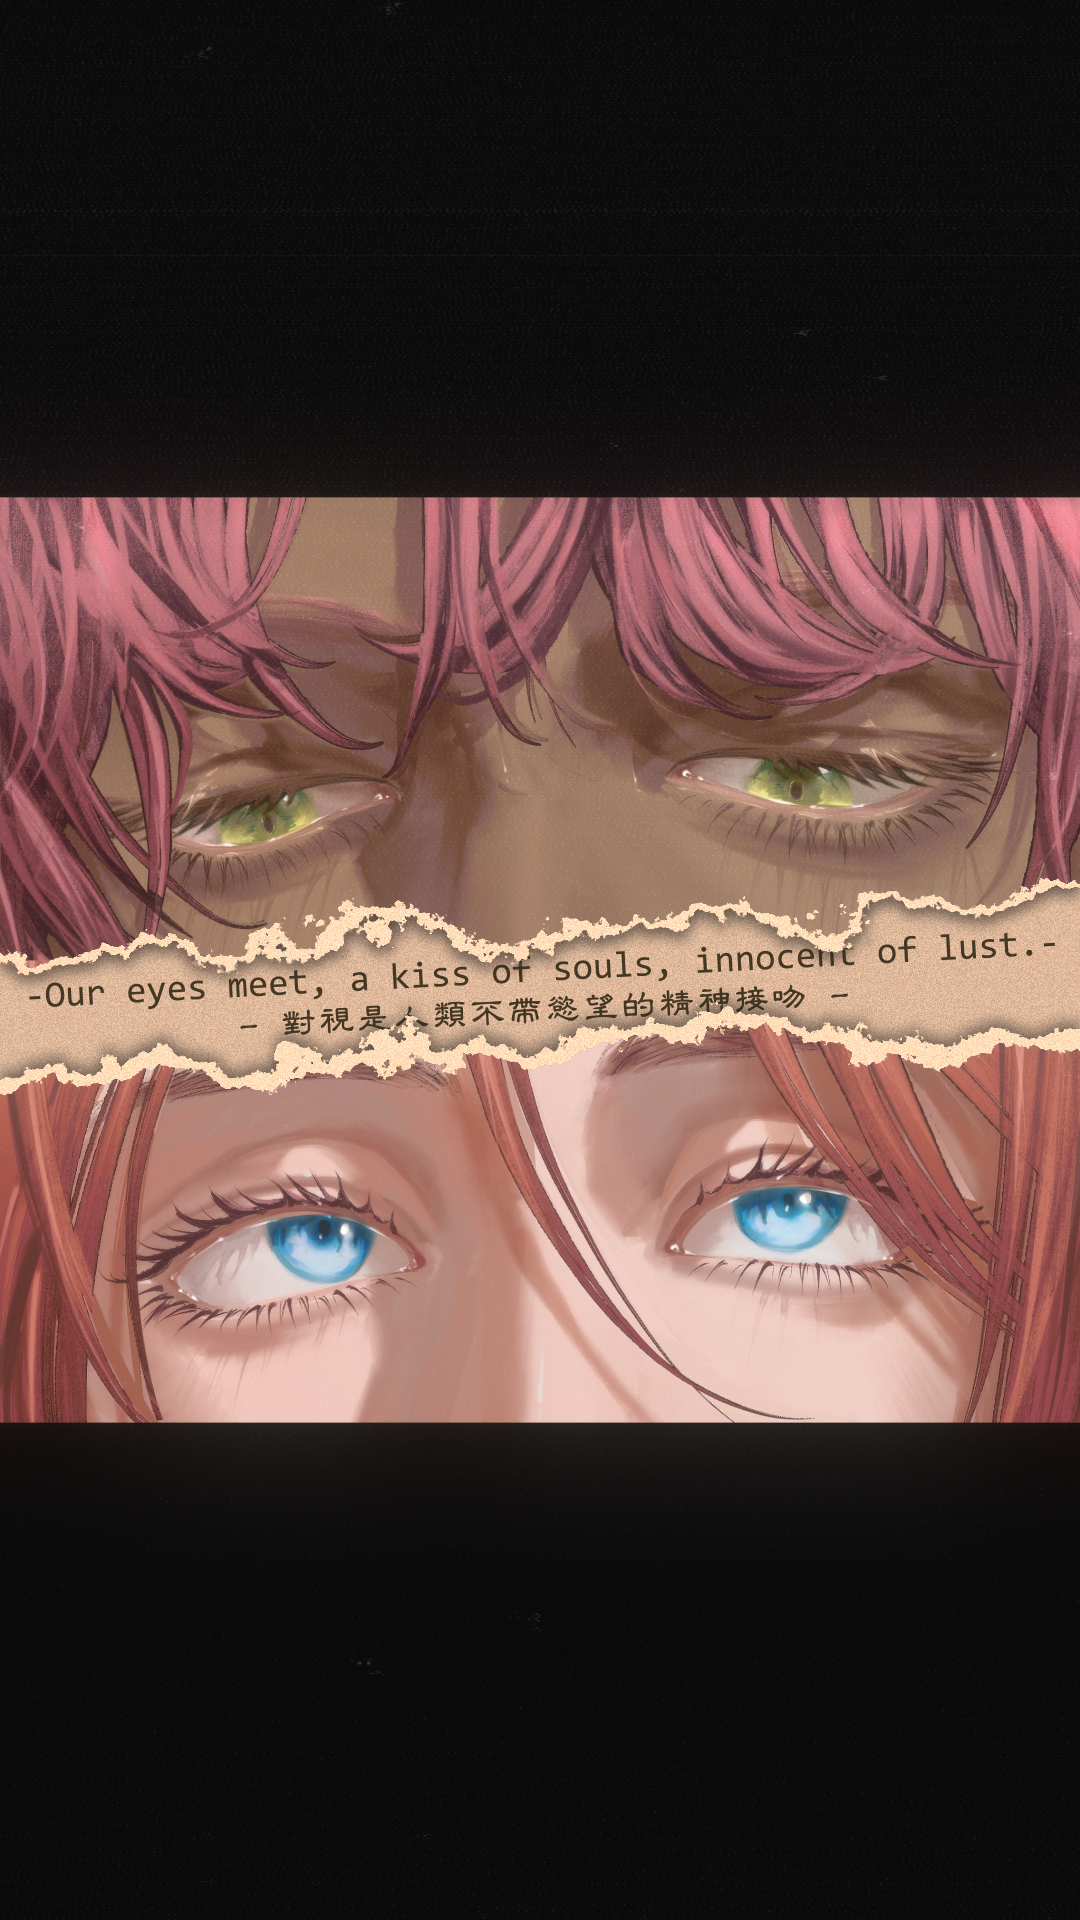 -Our eyes meet, a kiss of souls, innocent of lust.-
- 對視是人類不帶慾望的精神接吻 -